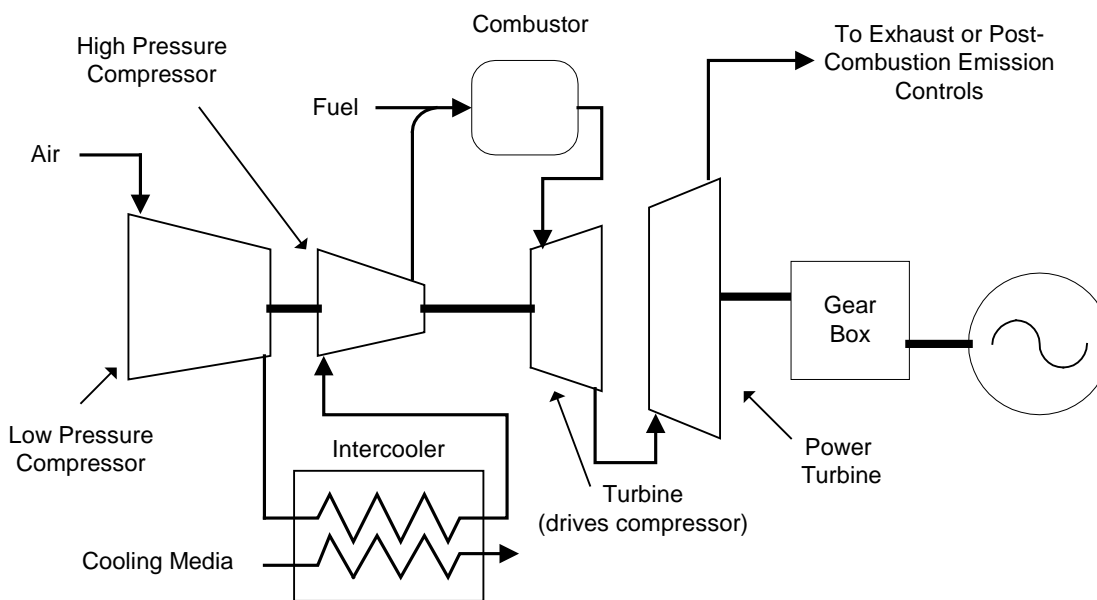 Combustor
To Exhaust or Post-
Combustion Emission
Controls
High Pressure
Compressor
Fuel
Air
Gear
Box
Low Pressure
Compressor
Intercooler
Power
Turbine
Turbine
(drives compressor)
Cooling Media